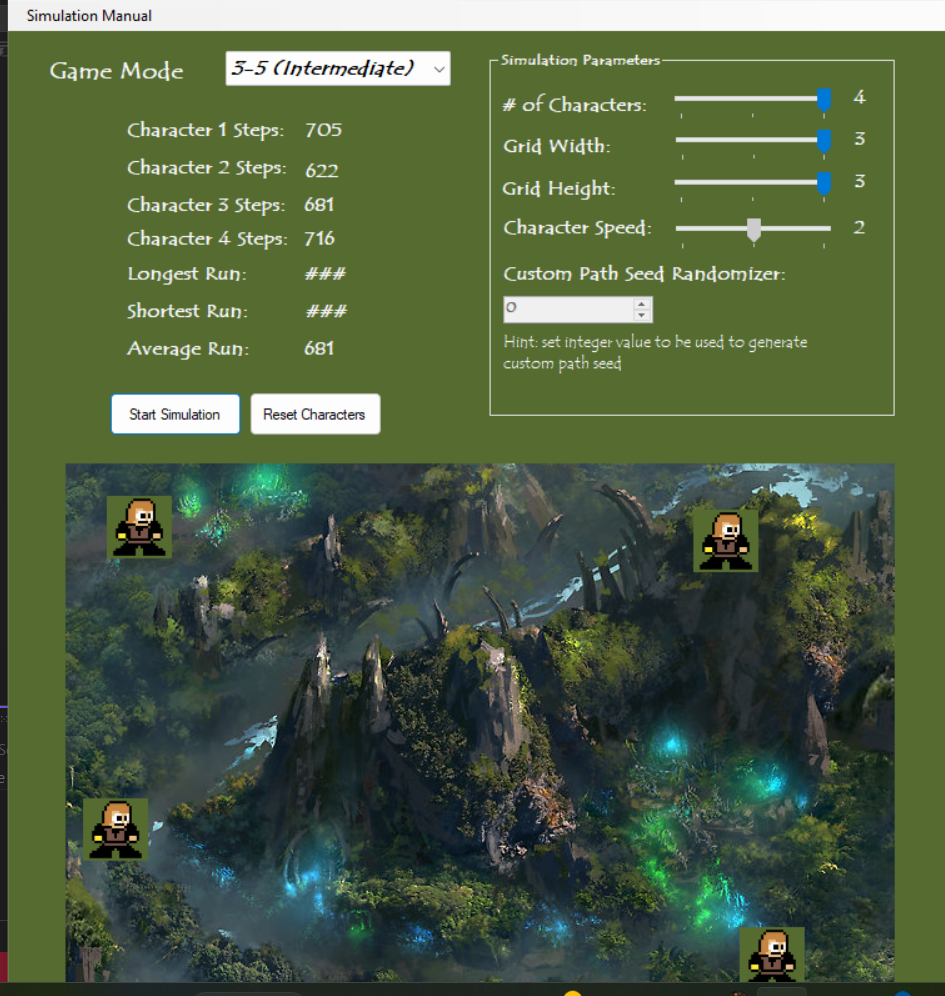 Simulation Manual
Game Mode
3-5 (Intermediate)
Character 1 Steps: 705
Character 2 Steps: 622
Character 3 Steps: 681
Character 4 Steps: 716
Longest Run: ###
Shortest Run: ###
Average Run: 681
Start Simulation
Reset Characters
Simulation Parameters
# of Characters: 4
Grid Width: 3
Grid Height: 3
Character Speed: 2
Custom Path Seed Randomizer:
0
Hint: set integer value to be used to generate
custom path seed